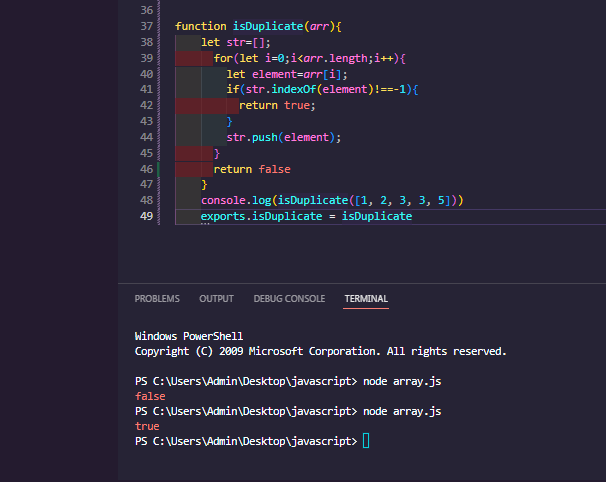 36
37 function isDuplicate(arr){
38 let str=[];
39 for(let i=0;i<arr.length;i++){
40 let element=arr[i];
41 if(str.indexOf(element)!==-1){
42 return true;
43 }
44 str.push(element);
45 }
46 return false
47 }
48 console.log(isDuplicate([1, 2, 3, 3, 5]))
49 exports.isDuplicate = isDuplicate
PROBLEMS OUTPUT DEBUG CONSOLE TERMINAL
Windows PowerShell
Copyright (C) 2009 Microsoft Corporation. All rights reserved.
PS C:\Users\Admin\Desktop\javascript> node array.js
false
PS C:\Users\Admin\Desktop\javascript> node array.js
true
PS C:\Users\Admin\Desktop\javascript>